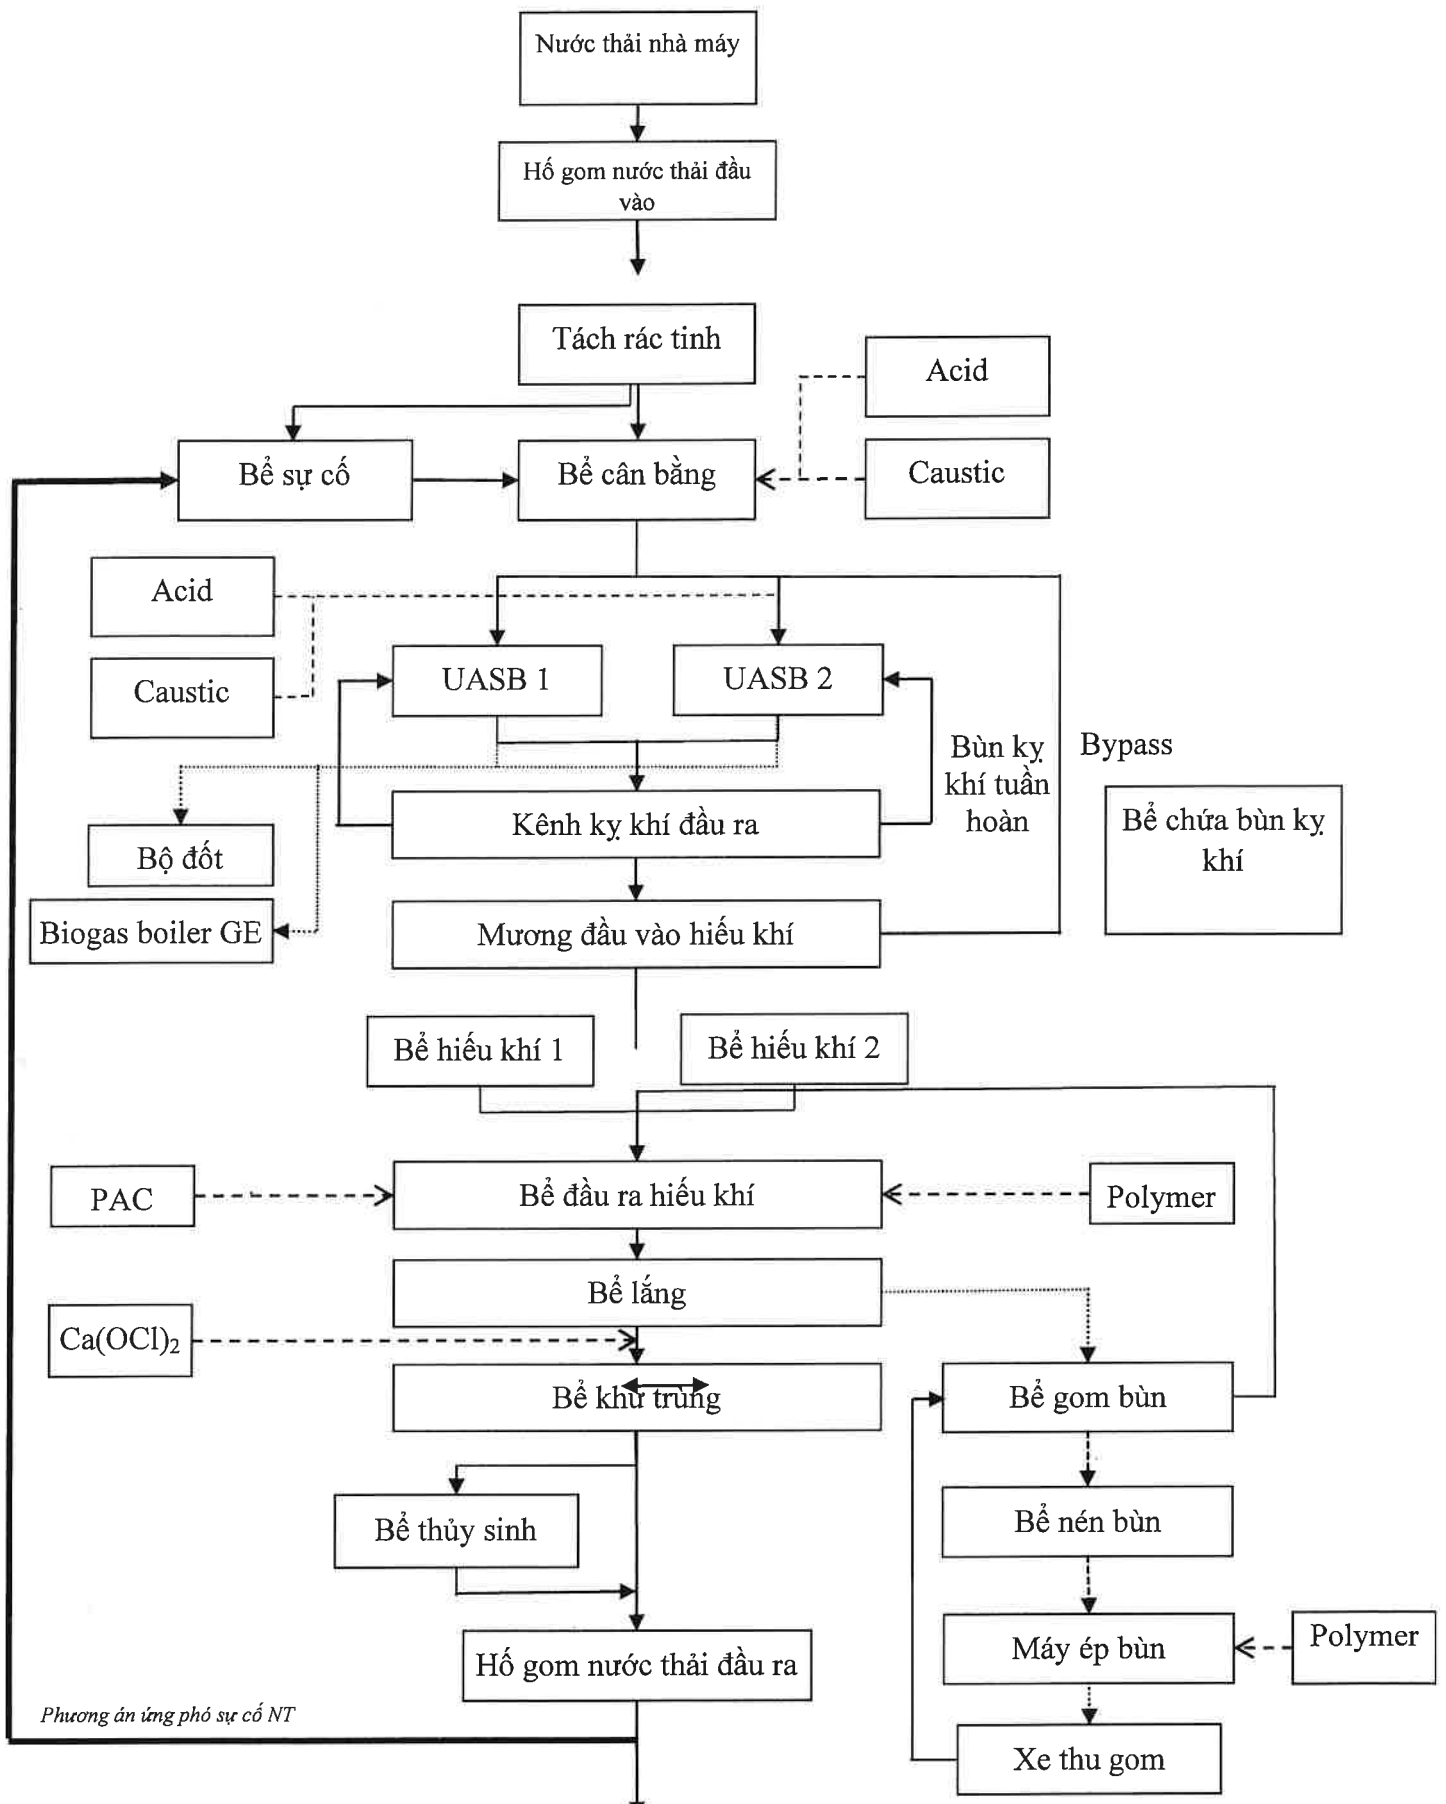 Nước thải nhà máy
Hố gom nước thải đầu
vào
Tách rác tinh
Acid
Bể sự cố
Bể cân bằng
Caustic
Acid
UASB 1
UASB 2
Caustic
Bùn kỵ
khí tuần
hoàn
Bypass
Kênh kỵ khí đầu ra
Bể chứa bùn kỵ
khí
Bộ đốt
Biogas boiler GE
Mương đầu vào hiếu khí
Bể hiếu khí 1
Bể hiếu khí 2
PAC
Bể đầu ra hiếu khí
Polymer
Bể lắng
Ca(OCl)₂
Bể khử trùng
Bể gom bùn
Bể thủy sinh
Bể nén bùn
Máy ép bùn
Polymer
Hố gom nước thải đầu ra
Phương án ứng phó sự cố NT
Xe thu gom